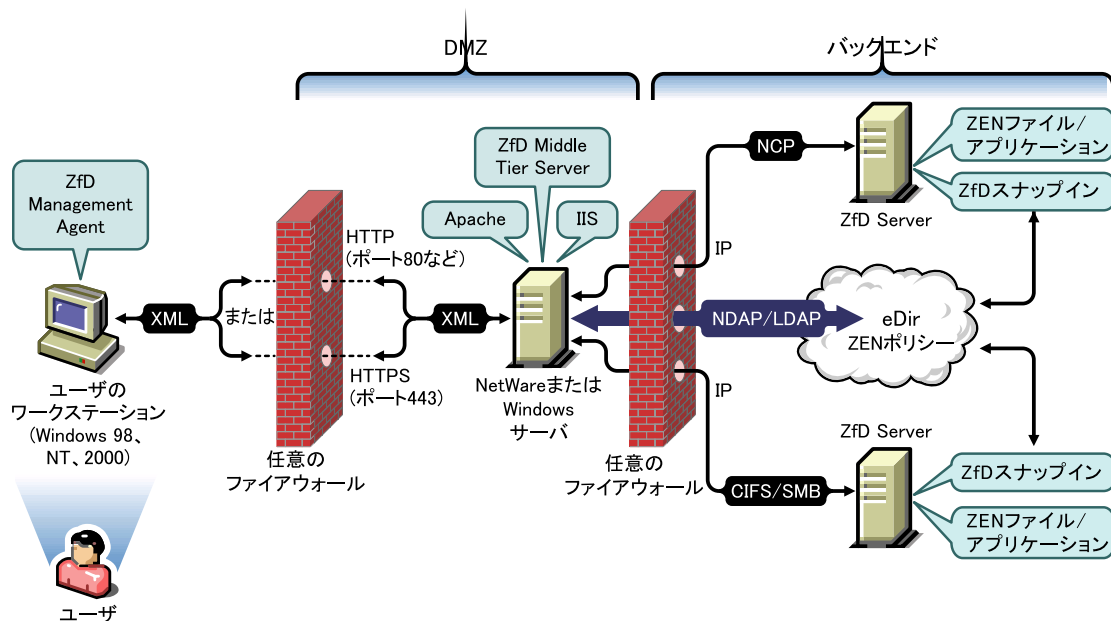 DMZ
バックエンド
ZfD
Management
Agent
XML
または
ユーザの
ワークステーション
(Windows 98、
NT、2000)
ユーザ
HTTP
(ポート80など)
HTTPS
(ポート443)
任意の
ファイアウォール
XML
ZfD Middle
Tier Server
Apache
IIS
NetWareまたは
Windows
サーバ
任意の
ファイアウォール
IP
NCP
NDAP/LDAP
IP
CIFS/SMB
ZfD Server
ZENファイル/
アプリケーション
ZfDスナップイン
eDir
ZENポリシー
ZfD Server
ZfDスナップイン
ZENファイル/
アプリケーション